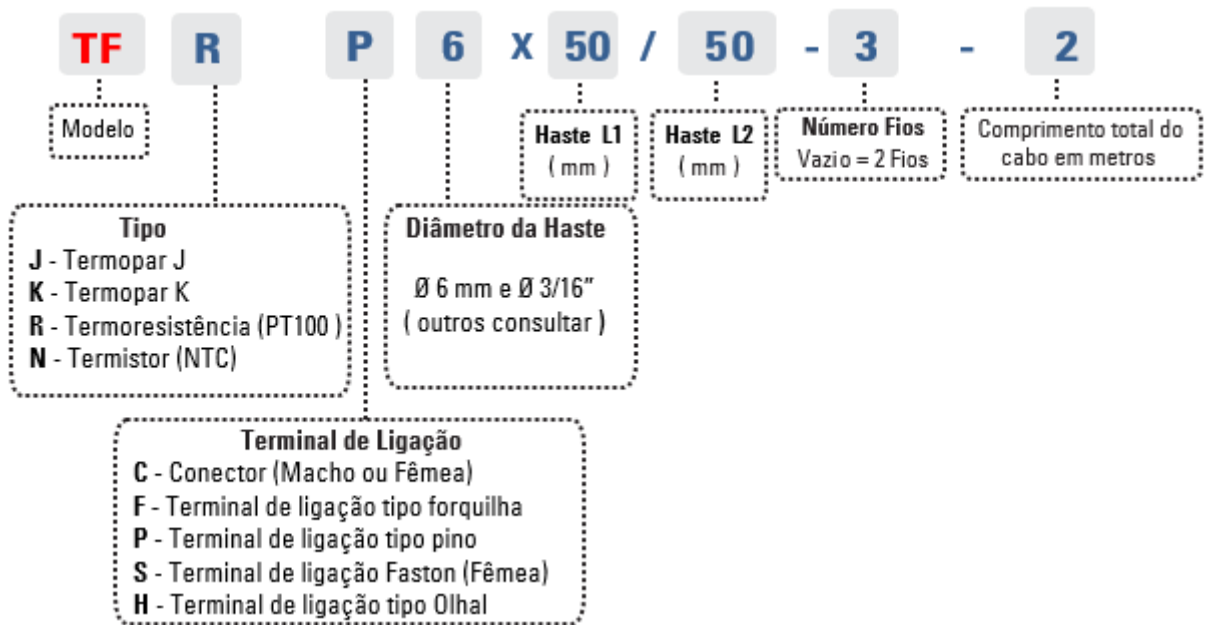 TF R P 6 X 50 / 50 - 3 - 2
Modelo
Haste L1
( mm )
Haste L2
( mm )
Número Fios
Vazio = 2 Fios
Comprimento total do
cabo em metros
Tipo
J - Termopar J
K - Termopar K
R - Termoresistência (PT100 )
N - Termistor (NTC)
Diâmetro da Haste
Ø 6 mm e Ø 3/16”
( outros consultar )
Terminal de Ligação
C - Conector (Macho ou Fêmea)
F - Terminal de ligação tipo forquilha
P - Terminal de ligação tipo pino
S - Terminal de ligação Faston (Fêmea)
H - Terminal de ligação tipo Olhal